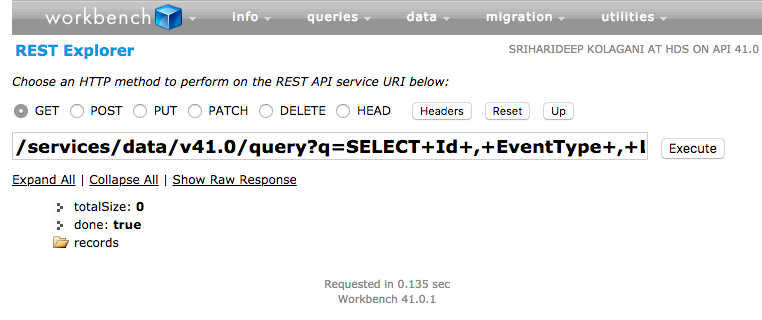 workbench info queries data migration utilities
REST Explorer SRIHARIDEEP KOLAGANI AT HDS ON API 41.0
Choose an HTTP method to perform on the REST API service URI below:
GET POST PUT PATCH DELETE HEAD Headers Reset Up
/services/data/v41.0/query?q=SELECT+Id+,+EventType+,+L Execute
Expand All | Collapse All | Show Raw Response
totalSize: 0
done: true
records
Requested in 0.135 sec
Workbench 41.0.1